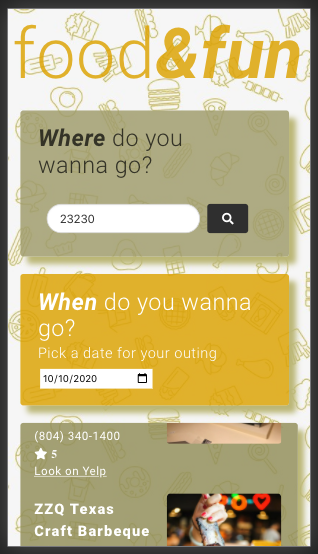 food&fun
Where do you
wanna go?
23230
When do you wanna
go?
Pick a date for your outing
10/10/2020
(804) 340-1400
5
Look on Yelp
ZZQ Texas
Craft Barbeque